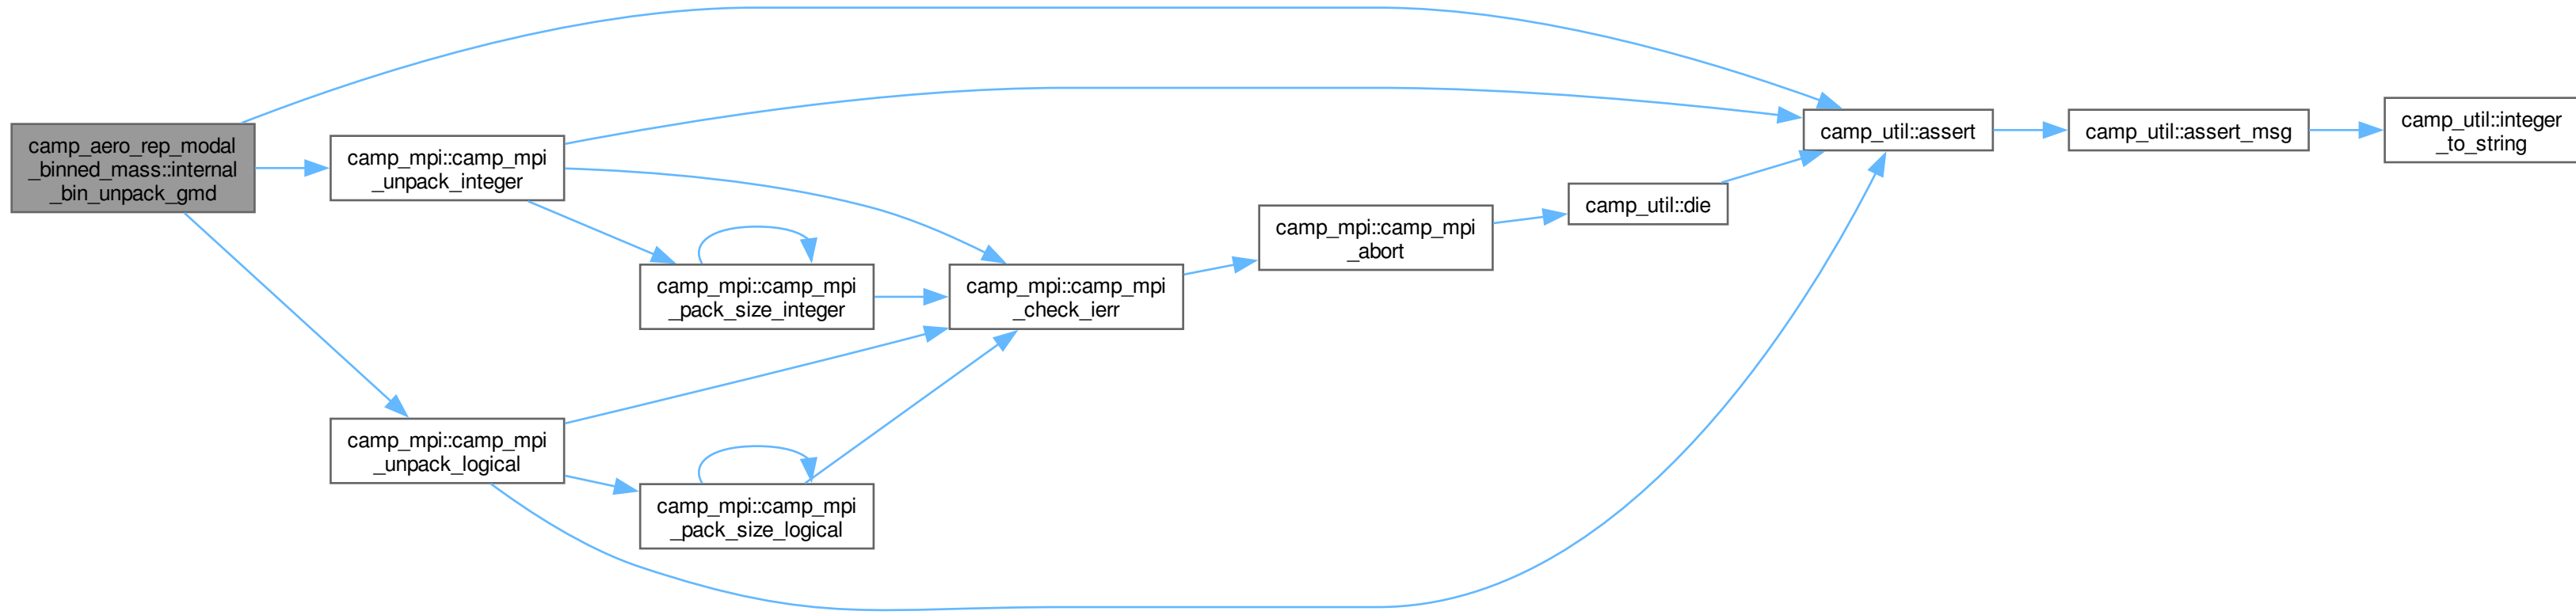 camp_aero_rep_modal
_binned_mass::internal
_bin_unpack_gmd
camp_mpi::camp_mpi
_unpack_integer
camp_mpi::camp_mpi
_unpack_logical
camp_mpi::camp_mpi
_pack_size_integer
camp_mpi::camp_mpi
_pack_size_logical
camp_mpi::camp_mpi
_check_ierr
camp_mpi::camp_mpi
_abort
camp_util::die
camp_util::assert
camp_util::assert_msg
camp_util::integer
_to_string